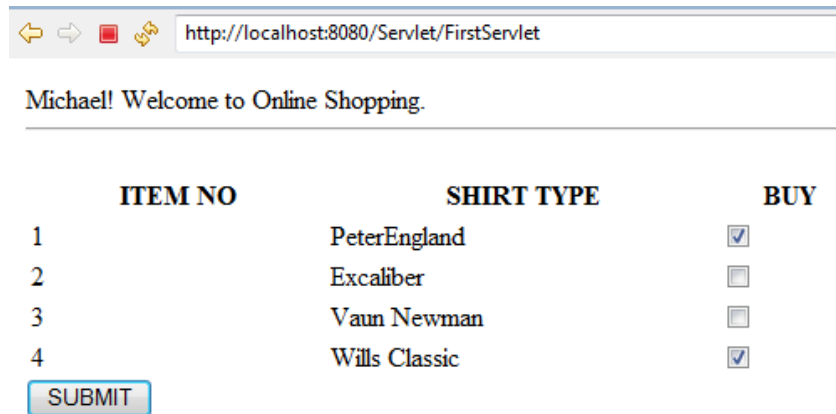 http://localhost:8080/Servlet/FirstServlet
Michael! Welcome to Online Shopping.
ITEM NO SHIRT TYPE BUY
1 PeterEngland
2 Excaliber
3 Vaun Newman
4 Wills Classic
SUBMIT